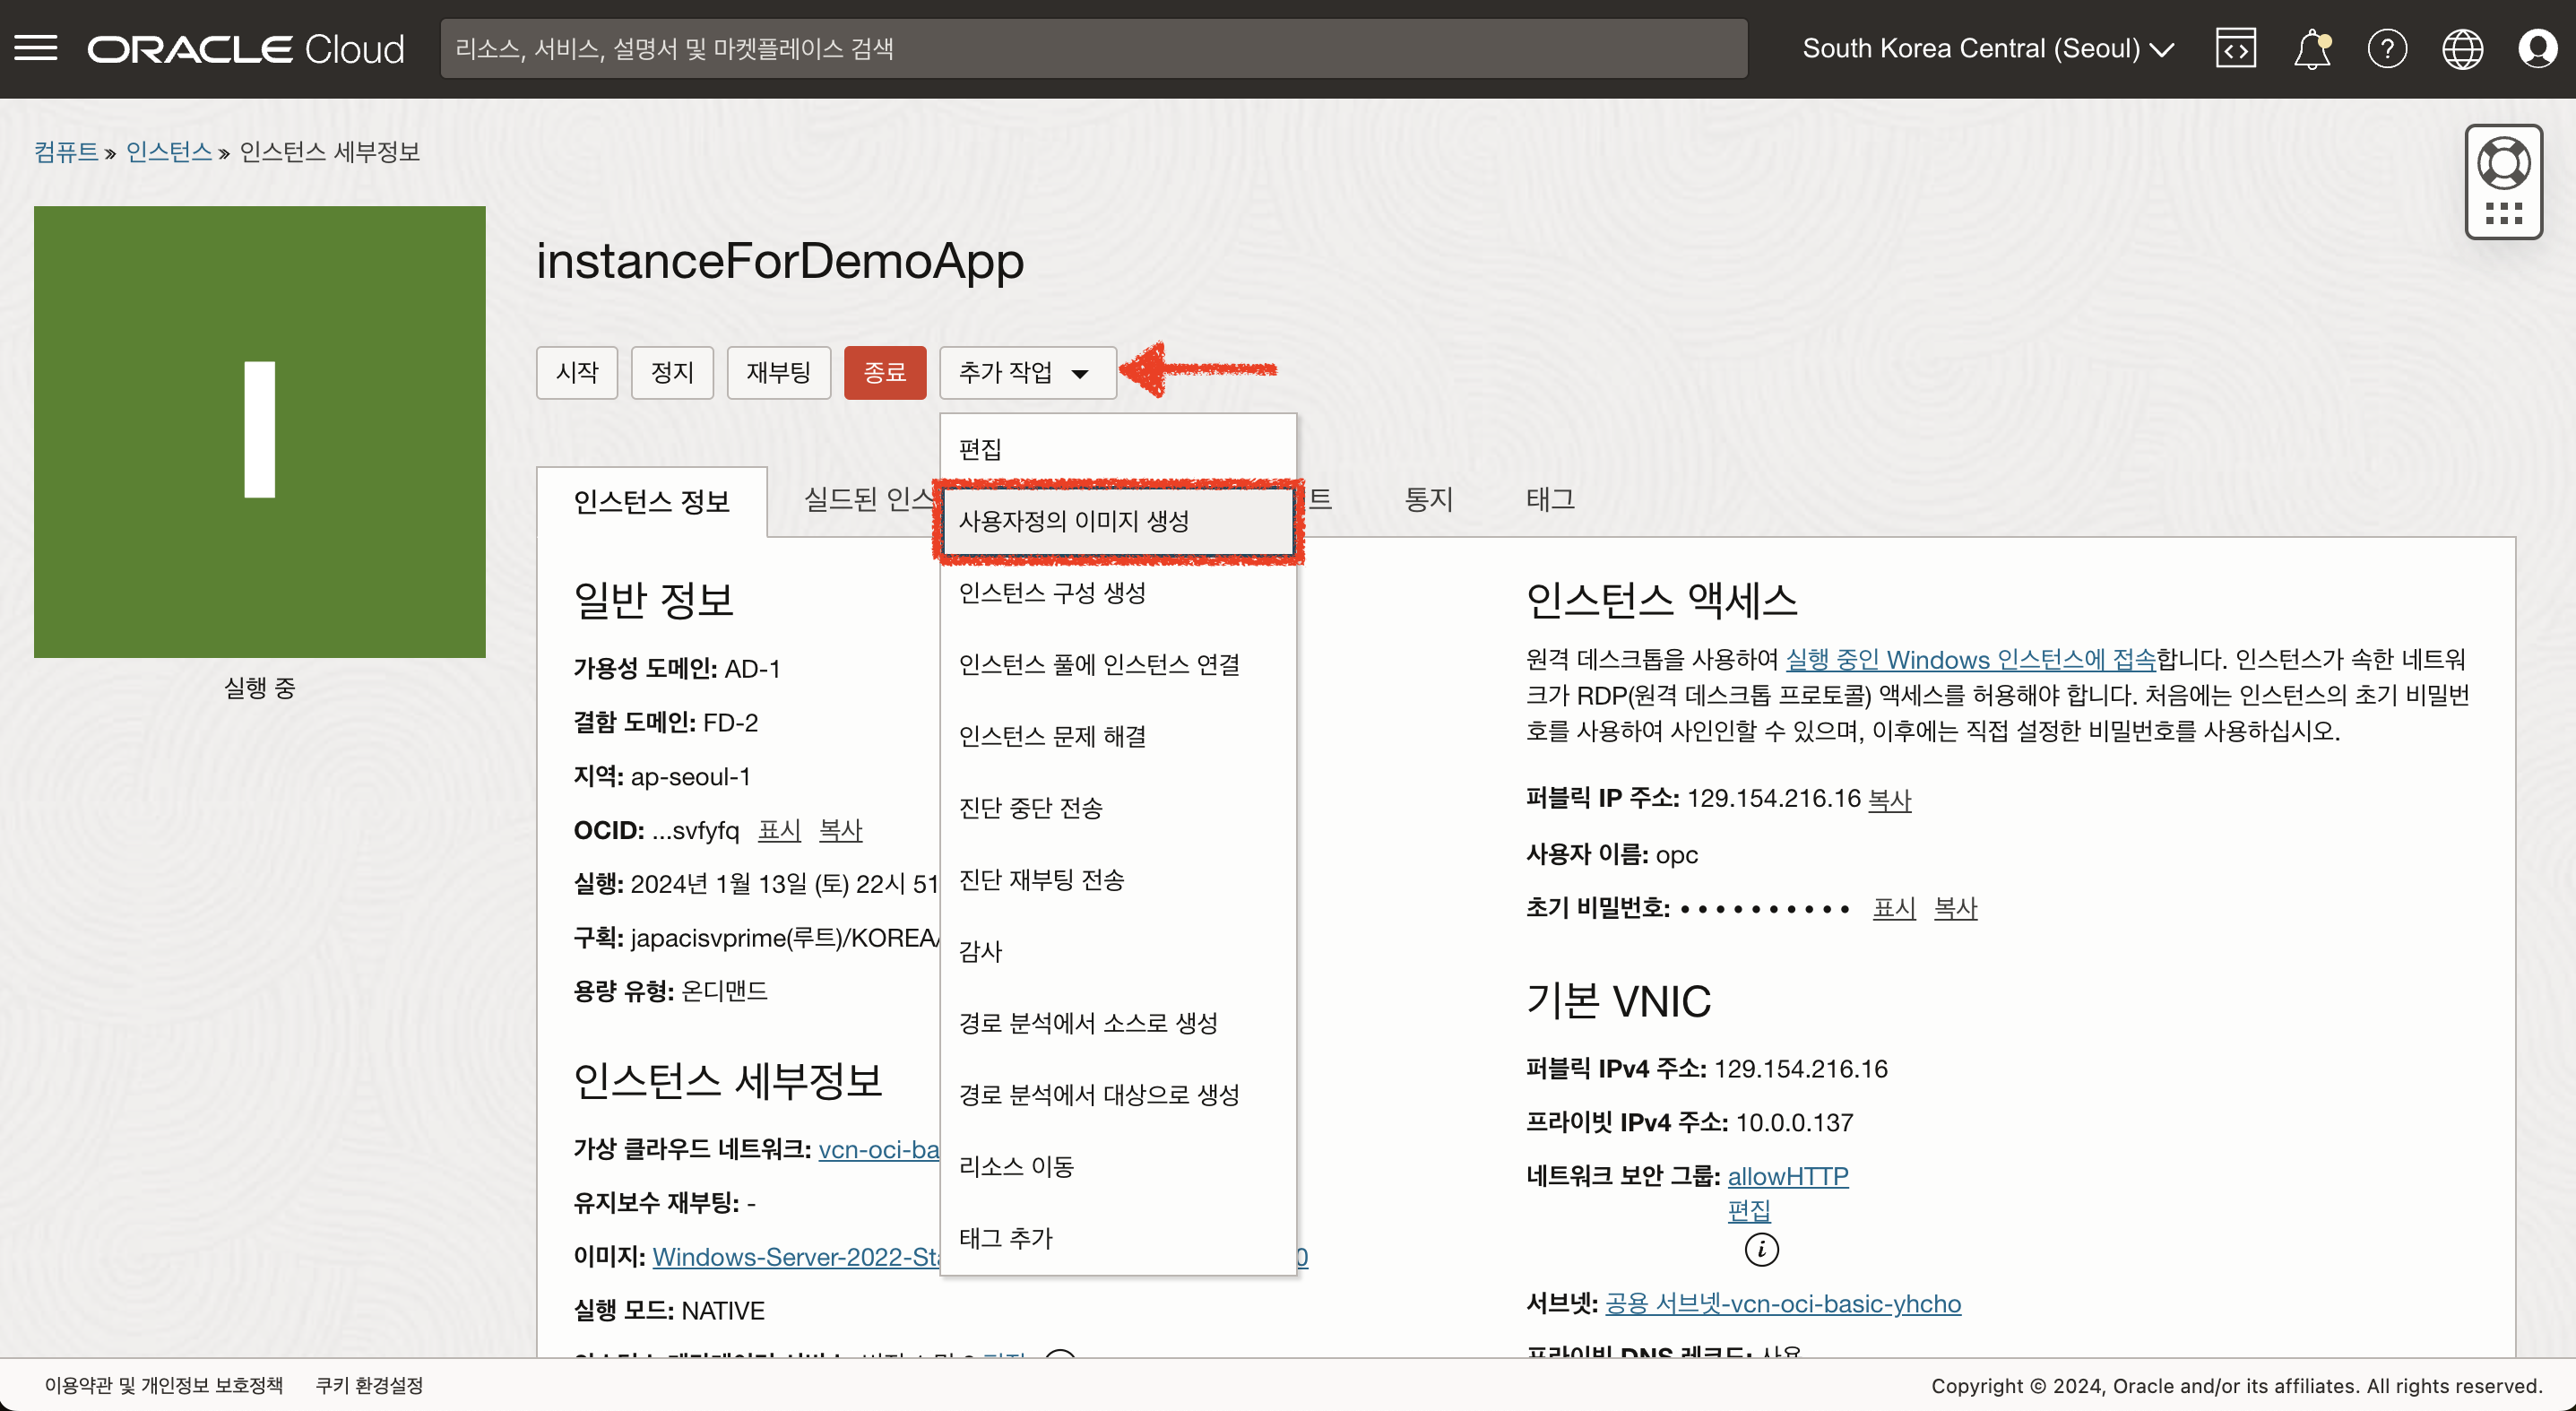 ORACLE Cloud
리소스, 서비스, 설명서 및 마켓플레이스 검색
South Korea Central (Seoul)
컴퓨트 » 인스턴스 » 인스턴스 세부정보
I
실행 중
instanceForDemoApp
시작
정지
재부팅
종료
추가 작업
편집
사용자정의 이미지 생성
인스턴스 구성 생성
인스턴스 풀에 인스턴스 연결
인스턴스 문제 해결
진단 중단 전송
진단 재부팅 전송
감사
경로 분석에서 소스로 생성
경로 분석에서 대상으로 생성
리소스 이동
태그 추가
인스턴스 정보
실드된
통지
태그
일반 정보
가용성 도메인: AD-1
결함 도메인: FD-2
지역: ap-seoul-1
OCID: ...svfyfq 표시 복사
실행: 2024년 1월 13일 (토) 22시 51
구획: japacisvprime(루트)/KOREA/
용량 유형: 온디맨드
인스턴스 세부정보
가상 클라우드 네트워크: vcn-oci-ba
유지보수 재부팅: -
이미지: Windows-Server-2022-Sta
실행 모드: NATIVE
인스턴스 액세스
원격 데스크톱을 사용하여 실행 중인 Windows 인스턴스에 접속합니다. 인스턴스가 속한 네트워
크가 RDP(원격 데스크톱 프로토콜) 액세스를 허용해야 합니다. 처음에는 인스턴스의 초기 비밀번
호를 사용하여 사인인할 수 있으며, 이후에는 직접 설정한 비밀번호를 사용하십시오.
퍼블릭 IP 주소: 129.154.216.16 복사
사용자 이름: opc
초기 비밀번호: •••••••••• 표시 복사
기본 VNIC
퍼블릭 IPv4 주소: 129.154.216.16
프라이빗 IPv4 주소: 10.0.0.137
네트워크 보안 그룹: allowHTTP
편집
서브넷: 공용 서브넷-vcn-oci-basic-yhcho
프라이빗 DNS 레코드: 사용
이용약관 및 개인정보 보호정책
쿠키 환경설정
Copyright © 2024, Oracle and/or its affiliates. All rights reserved.